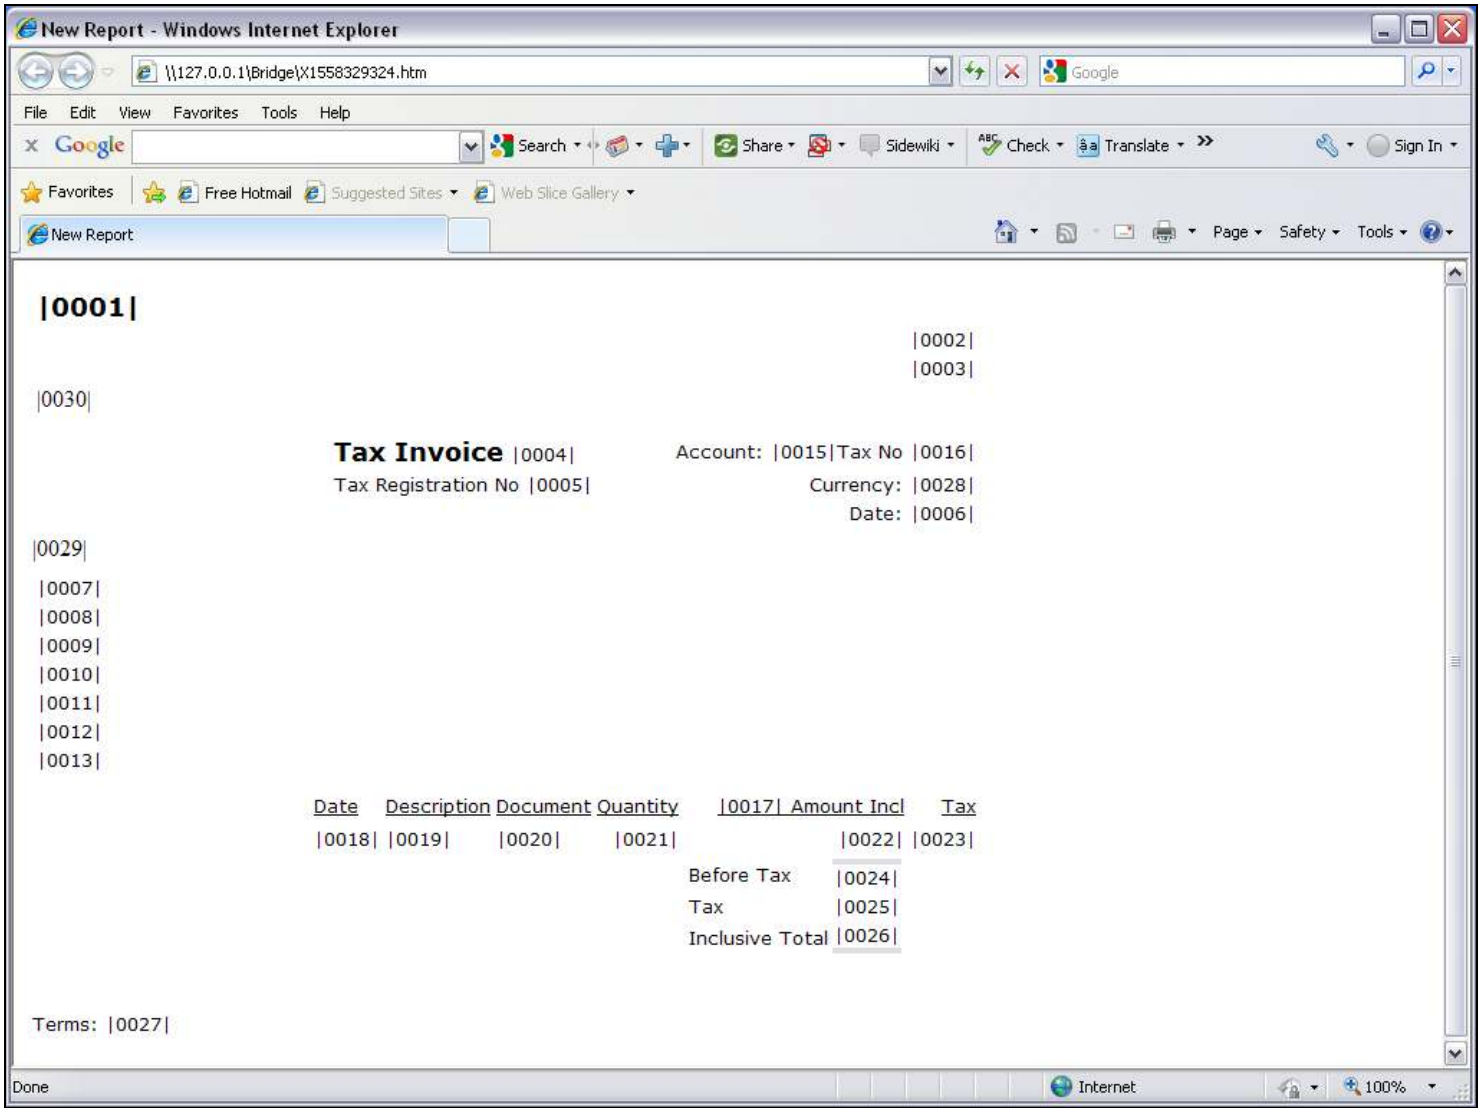 New Report - Windows Internet Explorer
\\127.0.0.1\Bridge\X1558329324.htm
Google
File Edit View Favorites Tools Help
x Google Search Share Sidewiki ABC Check Translate >> Sign In
Favorites Free Hotmail Suggested Sites Web Slice Gallery
New Report Page Safety Tools
|0001|
|0002|
|0003|
|0030|
Tax Invoice |0004| Account: |0015|Tax No |0016|
Tax Registration No |0005| Currency: |0028|
Date: |0006|
|0029|
|0007|
|0008|
|0009|
|0010|
|0011|
|0012|
|0013|
Date Description Document Quantity |0017| Amount Incl Tax
|0018| |0019| |0020| |0021| |0022| |0023|
Before Tax |0024|
Tax |0025|
Inclusive Total |0026|
Terms: |0027|
Done Internet 100%